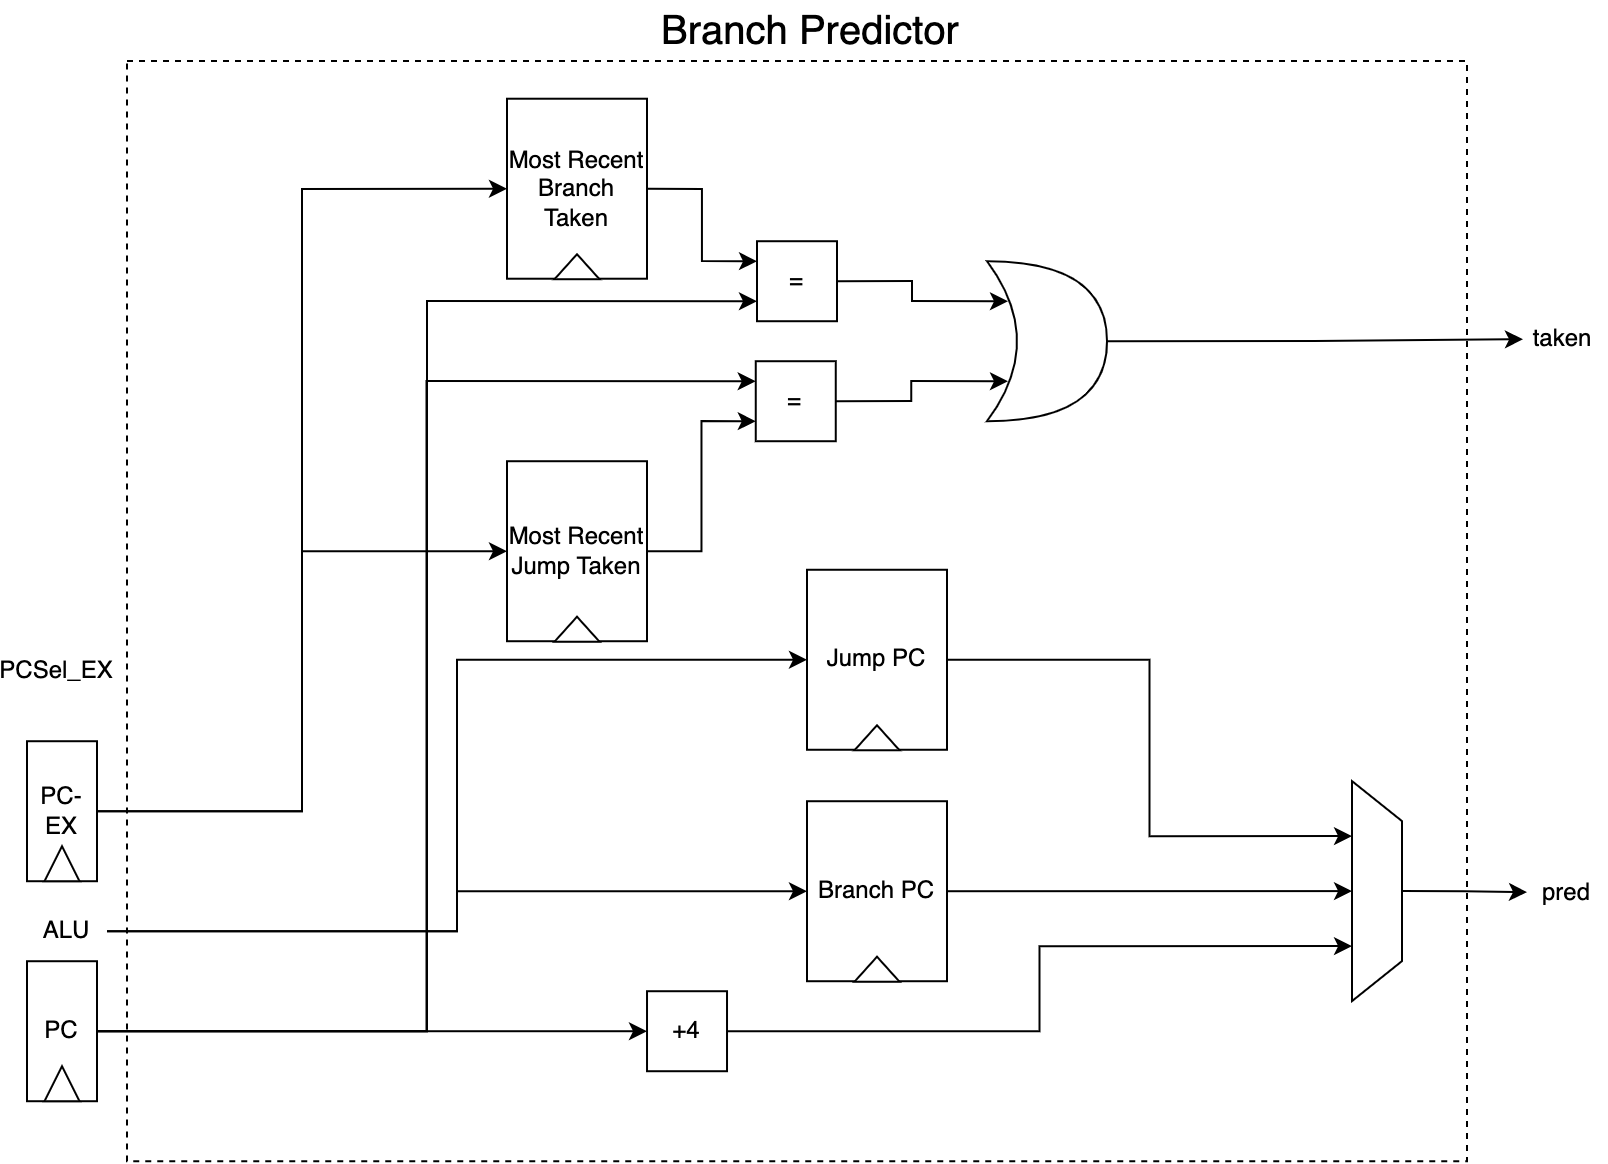 Branch Predictor
Most Recent
Branch
Taken
=
taken
=
Most Recent
Jump Taken
Jump PC
PCSel_EX
PC-
EX
Branch PC
pred
ALU
PC
+4